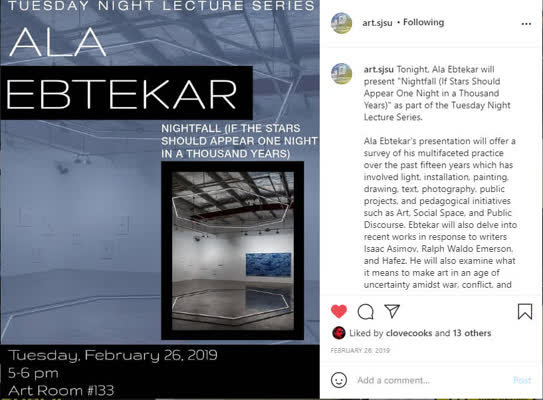 TUESDAY NIGHT LECTURE SERIES
ALA
EBTEKAR
NIGHTFALL (IF THE STARS
SHOULD APPEAR ONE NIGHT
IN A THOUSAND YEARS)
Tuesday, February 26, 2019
5-6 pm
Art Room #133
art.sjsu • Following
art.sjsu Tonight, Ala Ebtekar will
present "Nightfall (If Stars Should
Appear One Night in a Thousand
Years)" as part of the Tuesday Night
Lecture Series.
Ala Ebtekar's presentation will offer a
survey of his multifaceted practice
over the past fifteen years which has
involved light, installation, painting,
drawing, text, photography, public
projects, and pedagogical initiatives
such as Art, Social Space, and Public
Discourse. Ebtekar will also delve into
recent works in response to writers
Isaac Asimov, Ralph Waldo Emerson,
and Hafez. He will also examine what
it means to make art in an age of
uncertainty amidst war, conflict, and
Liked by clovecooks and 13 others
FEBRUARY 26, 2019
Add a comment...
Post